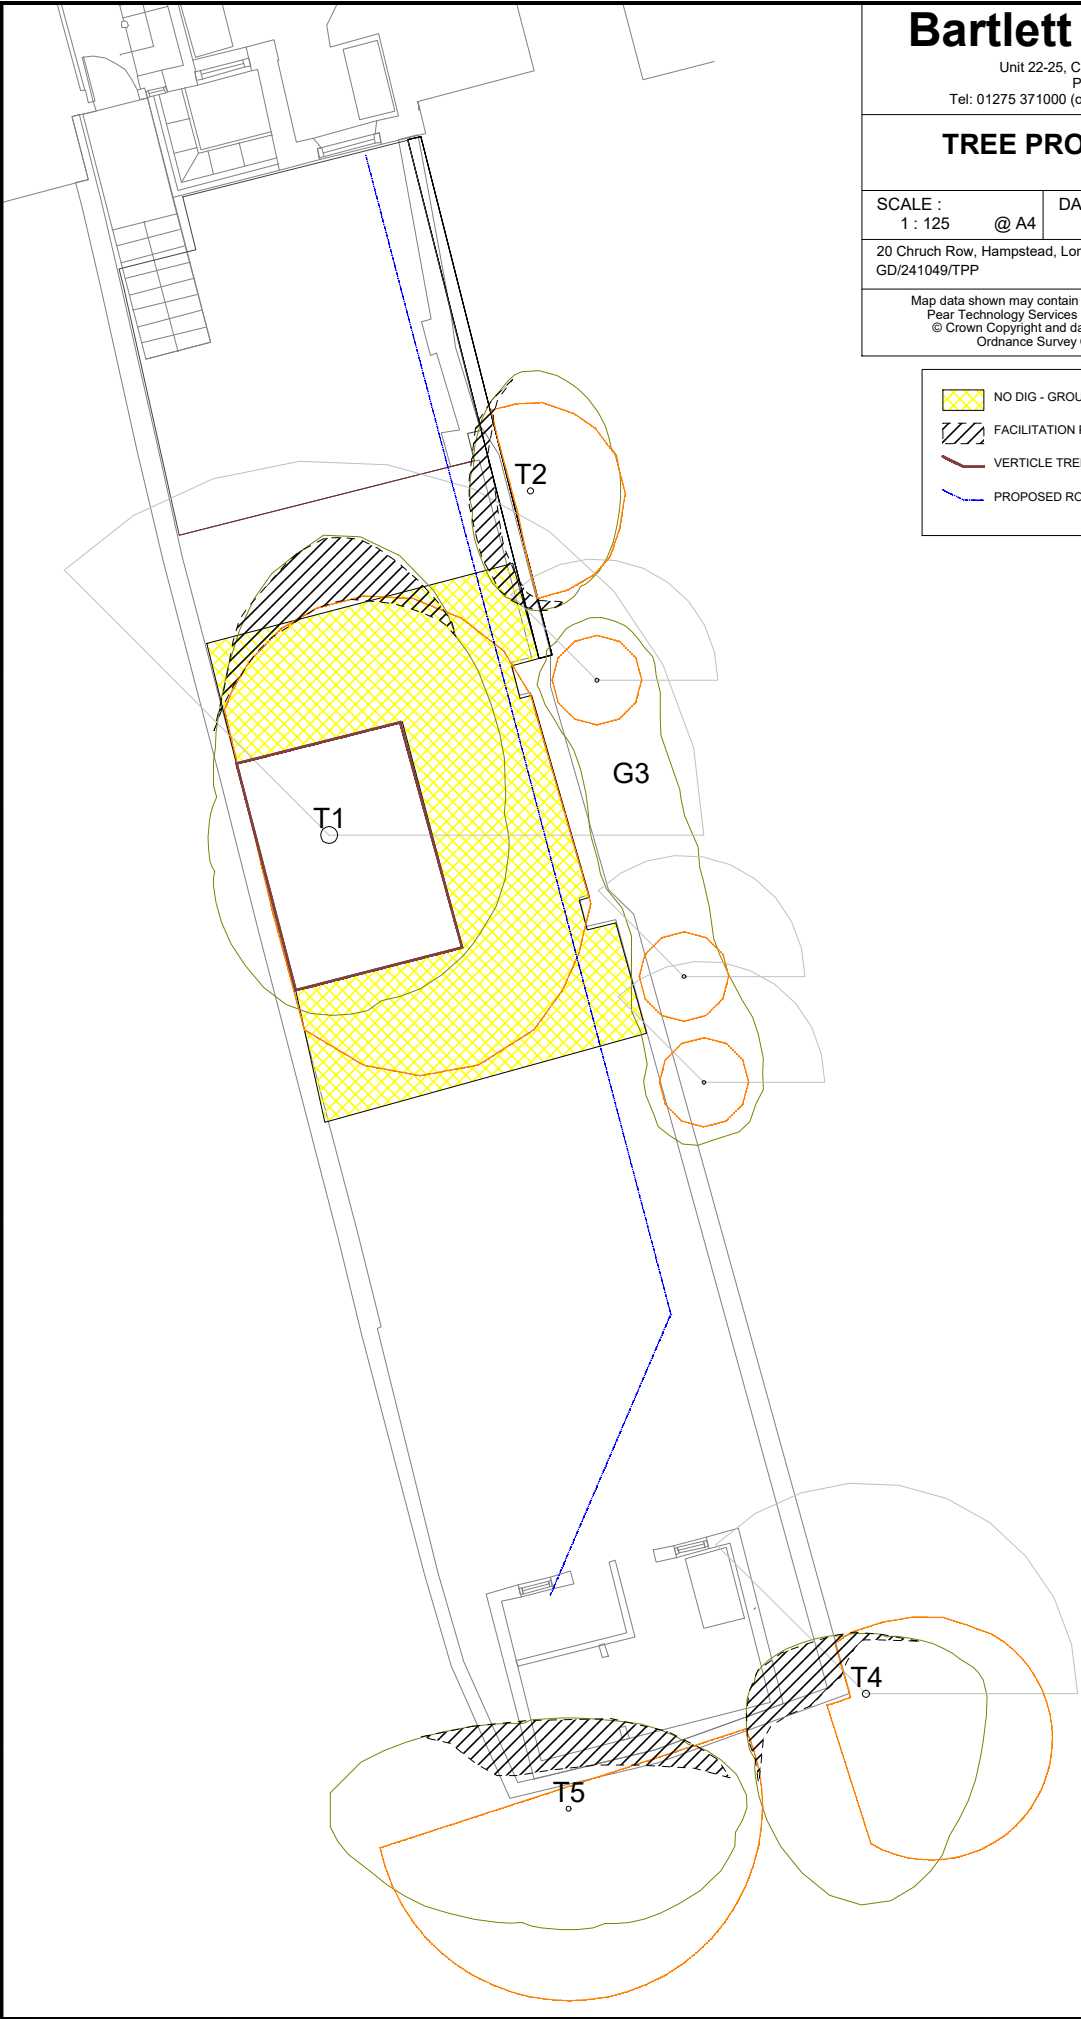 Bartlett
Unit 22-25, C
P
Tel: 01275 371000 (o
TREE PRO
SCALE :
1 : 125 @ A4
DA
20 Chruch Row, Hampstead, Lon
GD/241049/TPP
Map data shown may contain
Pear Technology Services
© Crown Copyright and da
Ordnance Survey
NO DIG - GROU
FACILITATION
VERTICLE TREE
PROPOSED RO
T2
G3
T1
T4
T5